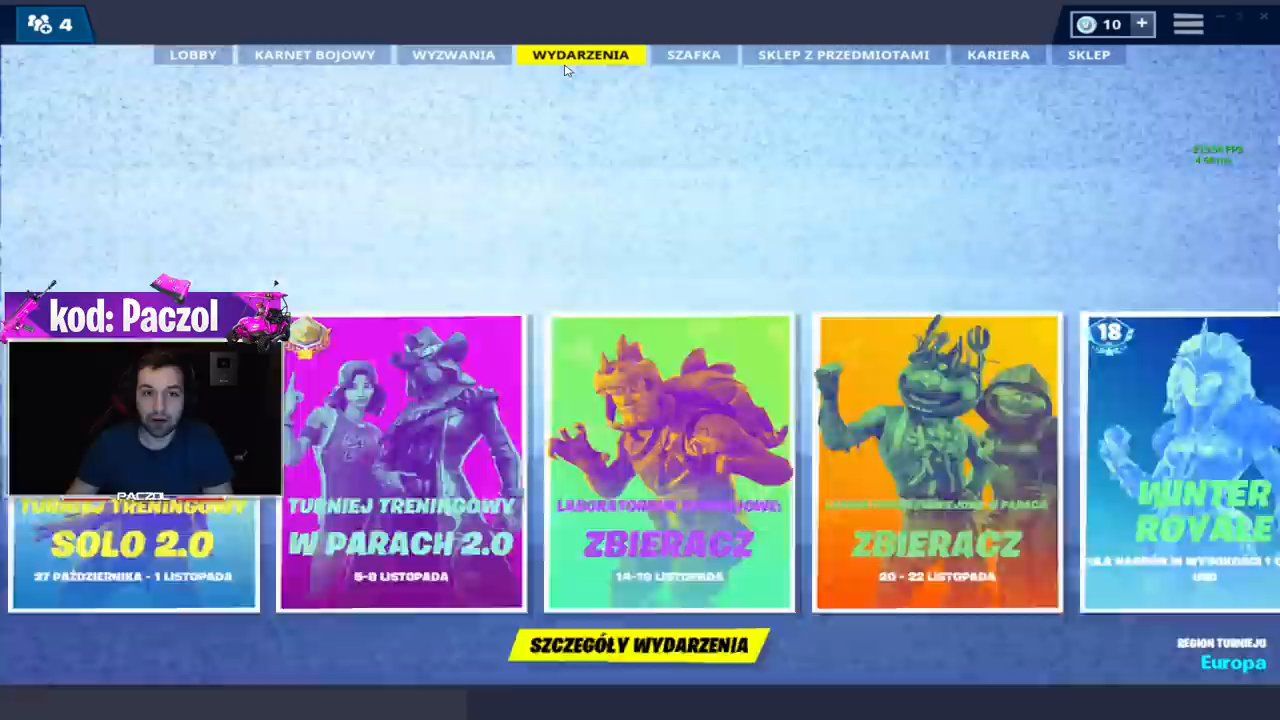 4
10 +
LOBBY
KARNET BOJOWY
WYZWANIA
WYDARZENIA
SZAFKA
SKLEP Z PRZEDMIOTAMI
KARIERA
SKLEP
kod: Paczol
PACZOL
TURNIEJ TRENINGOWY
SOLO 2.0
27 PAŹDZIERNIKA - 1 LISTOPADA
TURNIEJ TRENINGOWY
W PARACH 2.0
5-8 LISTOPADA
ZBIERACZ
ZBIERACZ
20 - 22 LISTOPADA
18
WINTER
ROYALE
SZCZEGÓŁY WYDARZENIA
REGION TURNIEJU
Europa